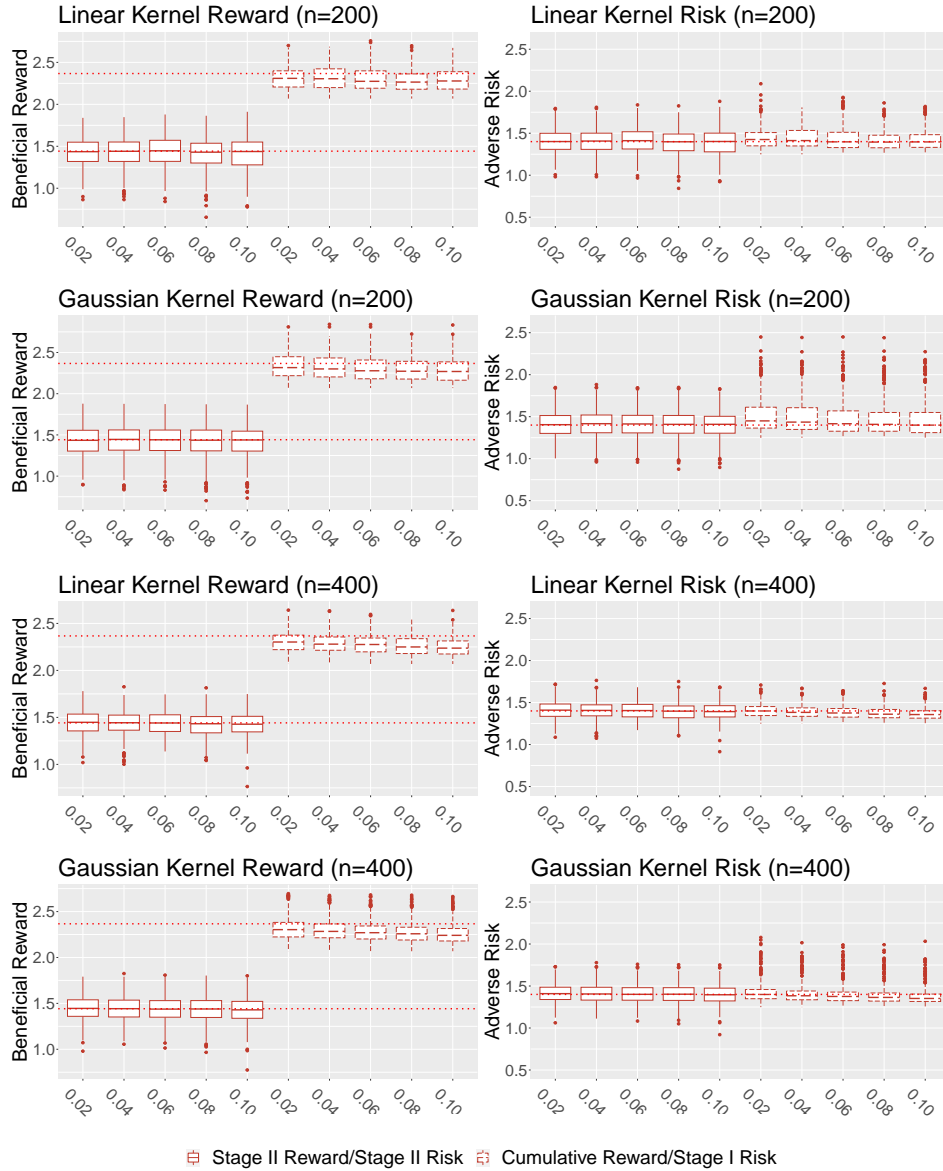 Linear Kernel Reward (n=200)
Beneficial Reward
2.5
2.0
1.5
1.0
0.02 0.04 0.06 0.08 0.10 0.02 0.04 0.06 0.08 0.10
Linear Kernel Risk (n=200)
Adverse Risk
2.5
2.0
1.5
1.0
0.5
0.02 0.04 0.06 0.08 0.10 0.02 0.04 0.06 0.08 0.10
Gaussian Kernel Reward (n=200)
Beneficial Reward
2.5
2.0
1.5
1.0
0.02 0.04 0.06 0.08 0.10 0.02 0.04 0.06 0.08 0.10
Gaussian Kernel Risk (n=200)
Adverse Risk
2.5
2.0
1.5
1.0
0.5
0.02 0.04 0.06 0.08 0.10 0.02 0.04 0.06 0.08 0.10
Linear Kernel Reward (n=400)
Beneficial Reward
2.5
2.0
1.5
1.0
0.02 0.04 0.06 0.08 0.10 0.02 0.04 0.06 0.08 0.10
Linear Kernel Risk (n=400)
Adverse Risk
2.5
2.0
1.5
1.0
0.5
0.02 0.04 0.06 0.08 0.10 0.02 0.04 0.06 0.08 0.10
Gaussian Kernel Reward (n=400)
Beneficial Reward
2.5
2.0
1.5
1.0
0.02 0.04 0.06 0.08 0.10 0.02 0.04 0.06 0.08 0.10
Gaussian Kernel Risk (n=400)
Adverse Risk
2.5
2.0
1.5
1.0
0.5
0.02 0.04 0.06 0.08 0.10 0.02 0.04 0.06 0.08 0.10
Stage II Reward/Stage II Risk Cumulative Reward/Stage I Risk